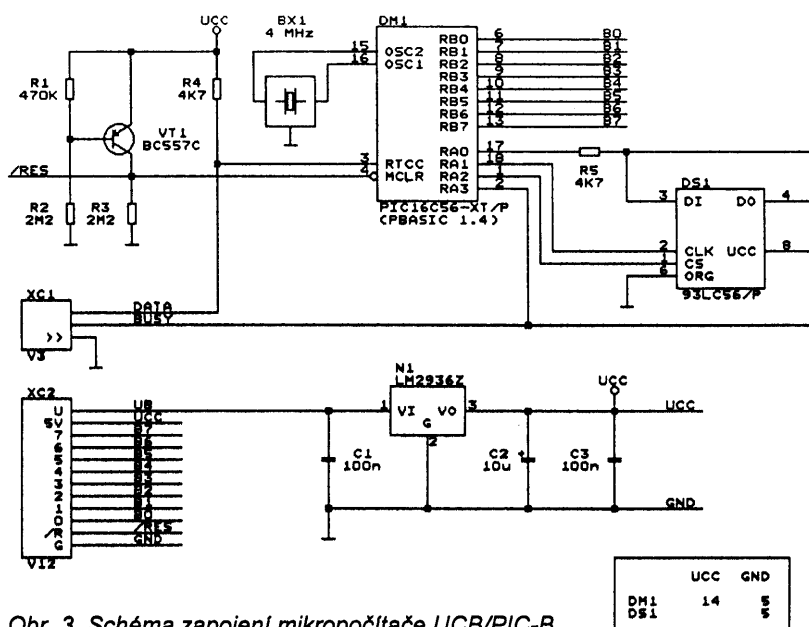 UCC
BX1
4 MHz
DM1
15 OSC2
16 OSC1
RB0 6 B0
RB1 7 B1
RB2 8 B2
RB3 9 B3
RB4 10 B4
RB5 11 B5
RB6 12 B6
RB7 13 B7
R1
470K
R4
4K7
VT1
BC557C
/RES
3 RTCC
4 MCLR
RA0 17
RA1 18
RA2 1
RA3 2
R5
4K7
PIC16C56-XT/P
(PBASIC 1.4)
R2
2M2
R3
2M2
DS1
3 DI DO 4
2 CLK UCC 8
1 CS
6 ORG
93LC56/P
XC1
DATA
BUSY
>>
V3
XC2
U UB
5V UCC
7 B7
6 B6
5 B5
4 B4
3 B3
2 B2
1 B1
0 B0
R /RES
G GND
V12
N1
LM2936Z
1 VI VO 3
G
2
UCC
UCC
C1
100n
C2
10u
+
C3
100n
GND
UCC GND
DM1 14 5
DS1 5
Obr. 3. Schéma zapojení mikropočítače UCB/PIC-B